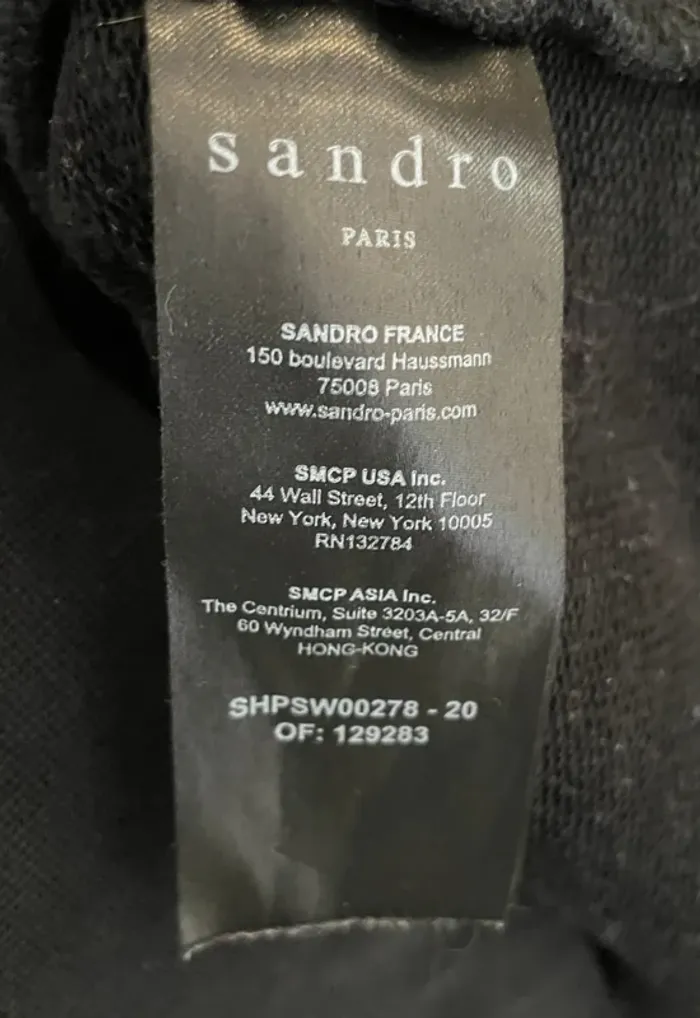 sandro
PARIS
SANDRO FRANCE
150 boulevard Haussmann
75008 Paris
www.sandro-paris.com
SMCP USA Inc.
44 Wall Street, 12th Floor
New York, New York 10005
RN132784
SMCP ASIA Inc.
The Centrium, Suite 3203A-5A, 32/F
60 Wyndham Street, Central
HONG-KONG
SHPSW00278 - 20
OF: 129283